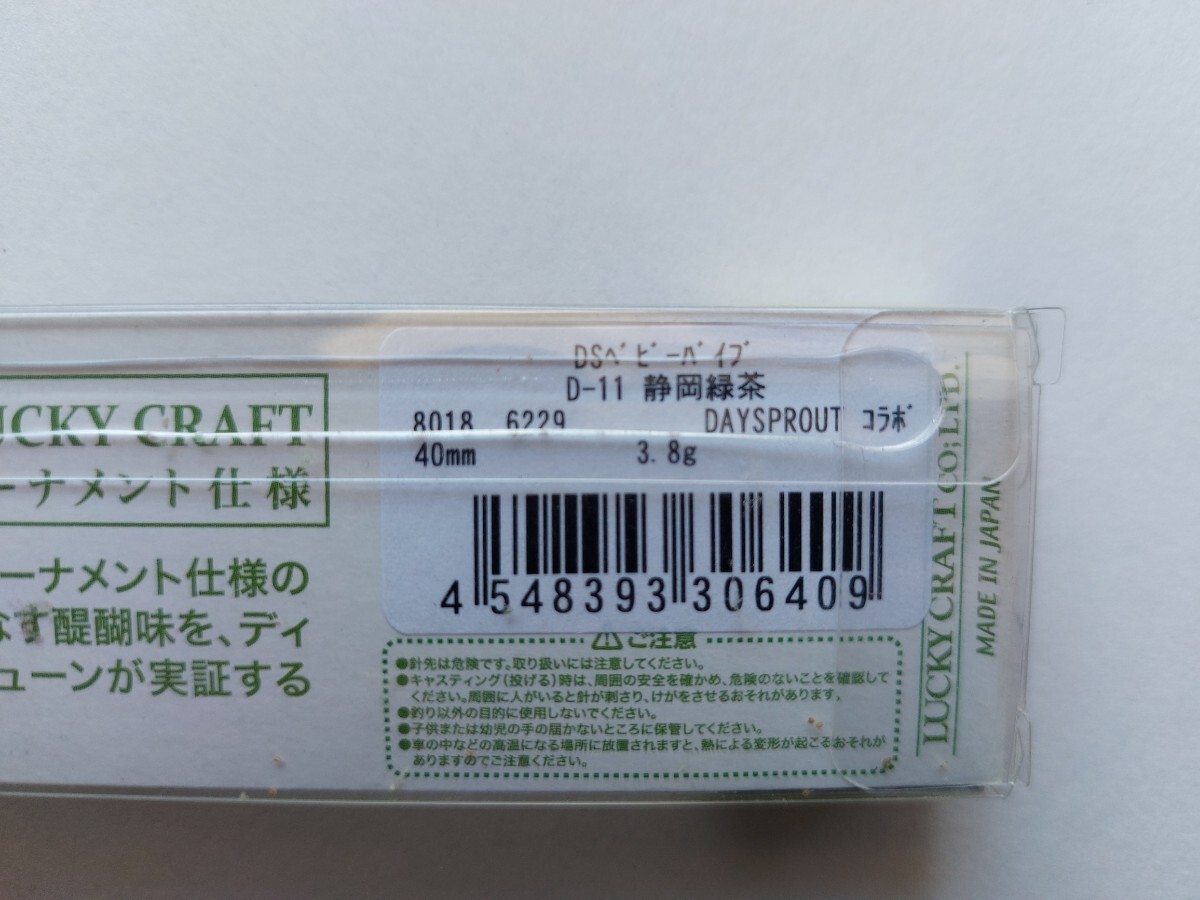 DSベビーバイブ
D-11 静岡緑茶
8018 6229 DAYSPROUT コラボ
40mm 3.8g
4 548393 306409
UCKY CRAFT
ーナメント仕様
ーナメント仕様の
なす醍醐味を、ディ
ューンが実証する
⚠ご注意
●針先は危険です。取り扱いには注意してください。
●キャスティング(投げる)時は、周囲の安全を確かめ、危険のないことを確認して
ください。周囲に人がいると針が刺さり、けがをさせるおそれがあります。
●釣り以外の目的に使用しないでください。
●子供または幼児の手の届かないところに保管してください。
●車の中などの高温になる場所に放置されますと、熱による変形が起こるおそれが
ありますのでご注意ください。
LUCKY CRAFT CO; LTD.
MADE IN JAPAN